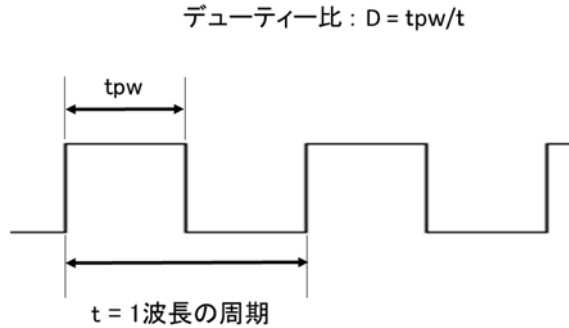 デューティー比 : D = tpw/t
tpw
t = 1波長の周期